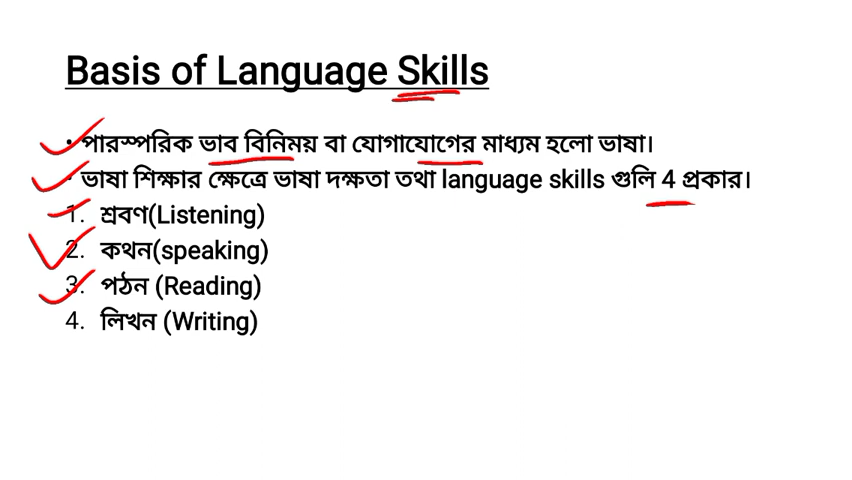 Basis of Language Skills
• পারস্পরিক ভাব বিনিময় বা যোগাযোগের মাধ্যম হলো ভাষা।
• ভাষা শিক্ষার ক্ষেত্রে ভাষা দক্ষতা তথা language skills গুলি 4 প্রকার।
1. শ্রবণ(Listening)
2. কথন(speaking)
3. পঠন (Reading)
4. লিখন (Writing)